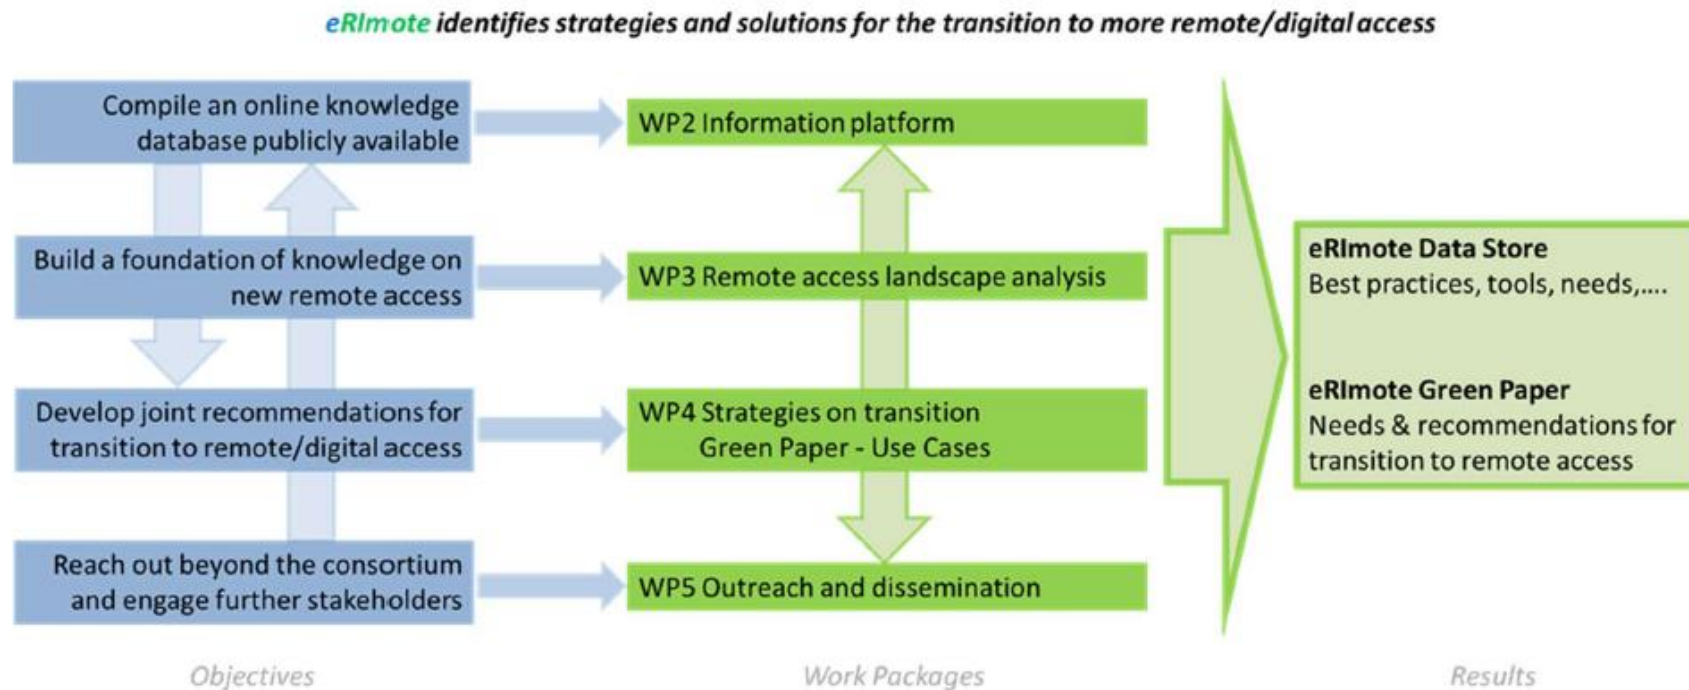 eRImote identifies strategies and solutions for the transition to more remote/digital access
Compile an online knowledge
database publicly available
Build a foundation of knowledge on
new remote access
Develop joint recommendations for
transition to remote/digital access
Reach out beyond the consortium
and engage further stakeholders
Objectives
WP2 Information platform
WP3 Remote access landscape analysis
WP4 Strategies on transition
Green Paper - Use Cases
WP5 Outreach and dissemination
Work Packages
eRImote Data Store
Best practices, tools, needs,....
eRImote Green Paper
Needs & recommendations for
transition to remote access
Results